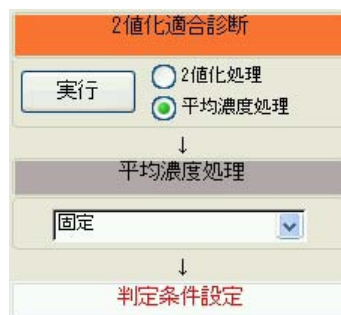 2値化適合診断
実行
2値化処理
平均濃度処理
↓
平均濃度処理
固定
↓
判定条件設定